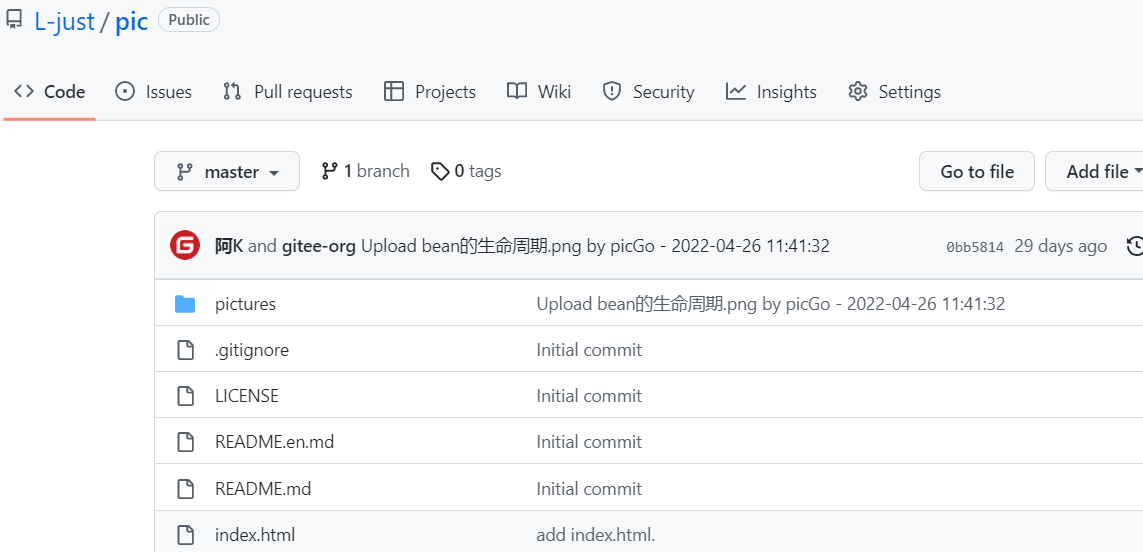 L-just / pic Public
Code Issues Pull requests Projects Wiki Security Insights Settings
master 1 branch 0 tags Go to file Add file
阿K and gitee-org Upload bean的生命周期.png by picGo - 2022-04-26 11:41:32 0bb5814 29 days ago
pictures Upload bean的生命周期.png by picGo - 2022-04-26 11:41:32
.gitignore Initial commit
LICENSE Initial commit
README.en.md Initial commit
README.md Initial commit
index.html add index.html.